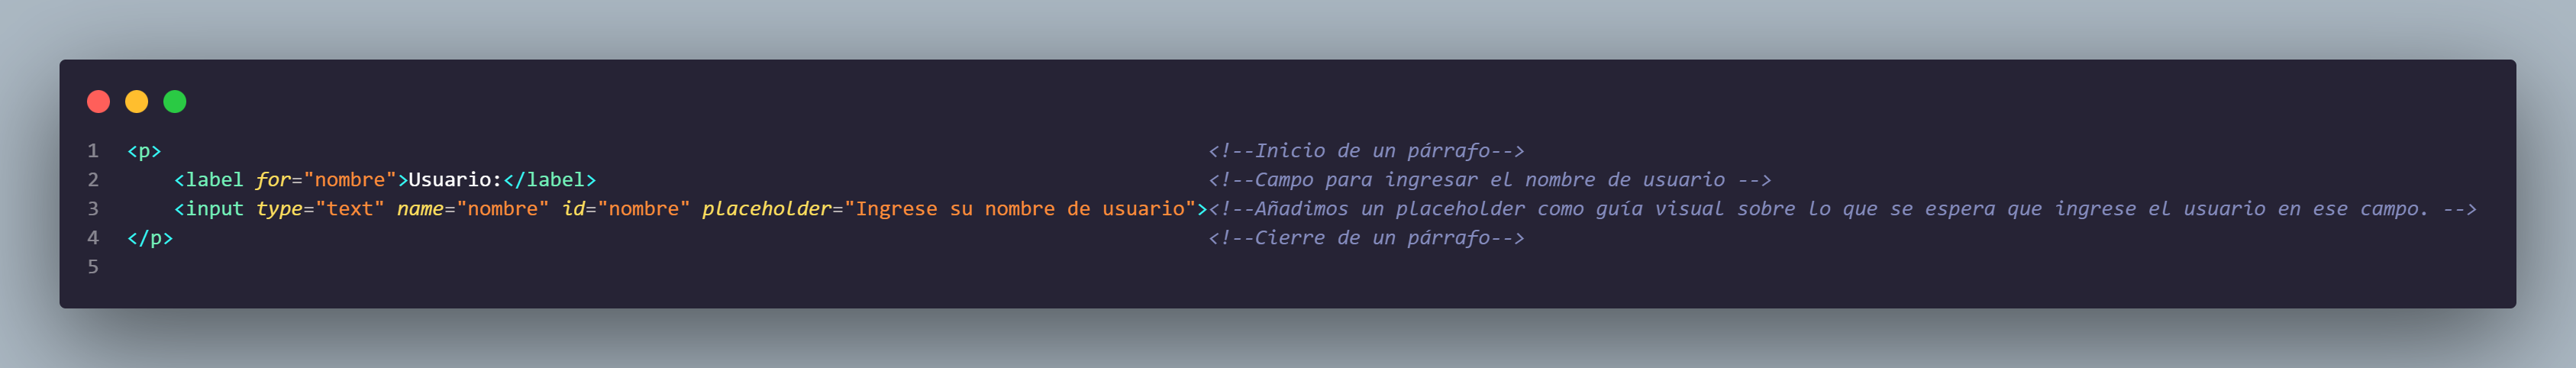 1 <p> <!--Inicio de un párrafo-->
2 <label for="nombre">Usuario:</label> <!--Campo para ingresar el nombre de usuario -->
3 <input type="text" name="nombre" id="nombre" placeholder="Ingrese su nombre de usuario"><!--Añadimos un placeholder como guía visual sobre lo que se espera que ingrese el usuario en ese campo. -->
4 </p> <!--Cierre de un párrafo-->
5